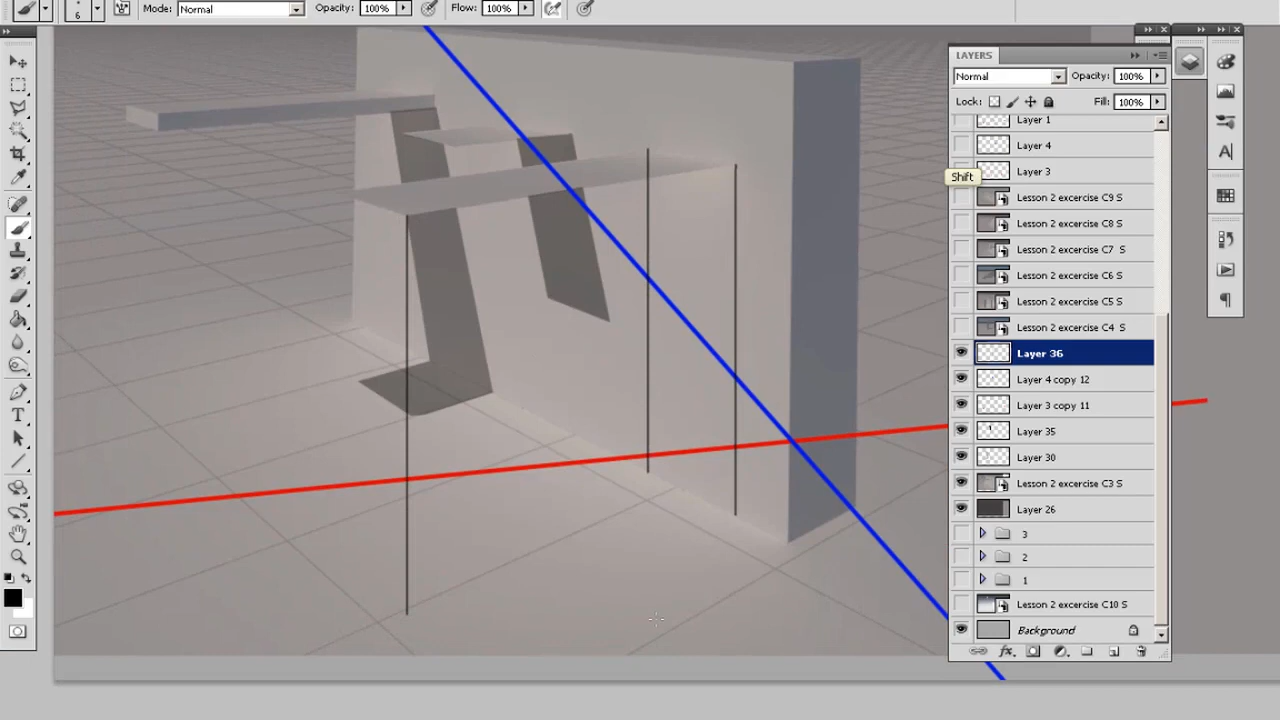 6
Mode:
Normal
Opacity:
100%
Flow:
100%
LAYERS
Normal
Opacity:
100%
Lock:
Fill:
100%
Layer 1
Layer 4
Layer 3
Shift
Lesson 2 excercise C9 S
Lesson 2 excercise C8 S
Lesson 2 excercise C7 S
Lesson 2 excercise C6 S
Lesson 2 excercise C5 S
Lesson 2 excercise C4 S
Layer 36
Layer 4 copy 12
Layer 3 copy 11
Layer 35
Layer 30
Lesson 2 excercise C3 S
Layer 26
3
2
1
Lesson 2 excercise C10 S
Background